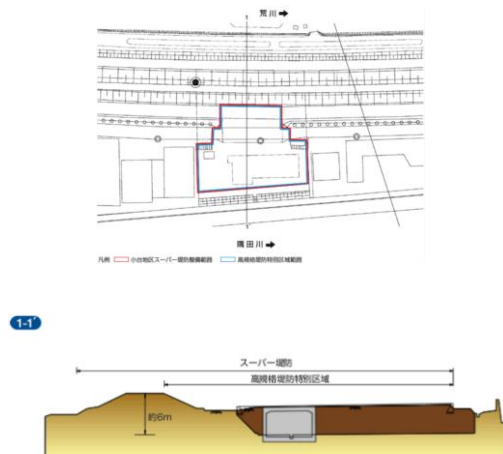 荒川 →
1
1'
隅田川 →
凡例 小台地区スーパー堤防整備範囲 高規格堤防特別区域範囲
1-1'
スーパー堤防
高規格堤防特別区域
約6m